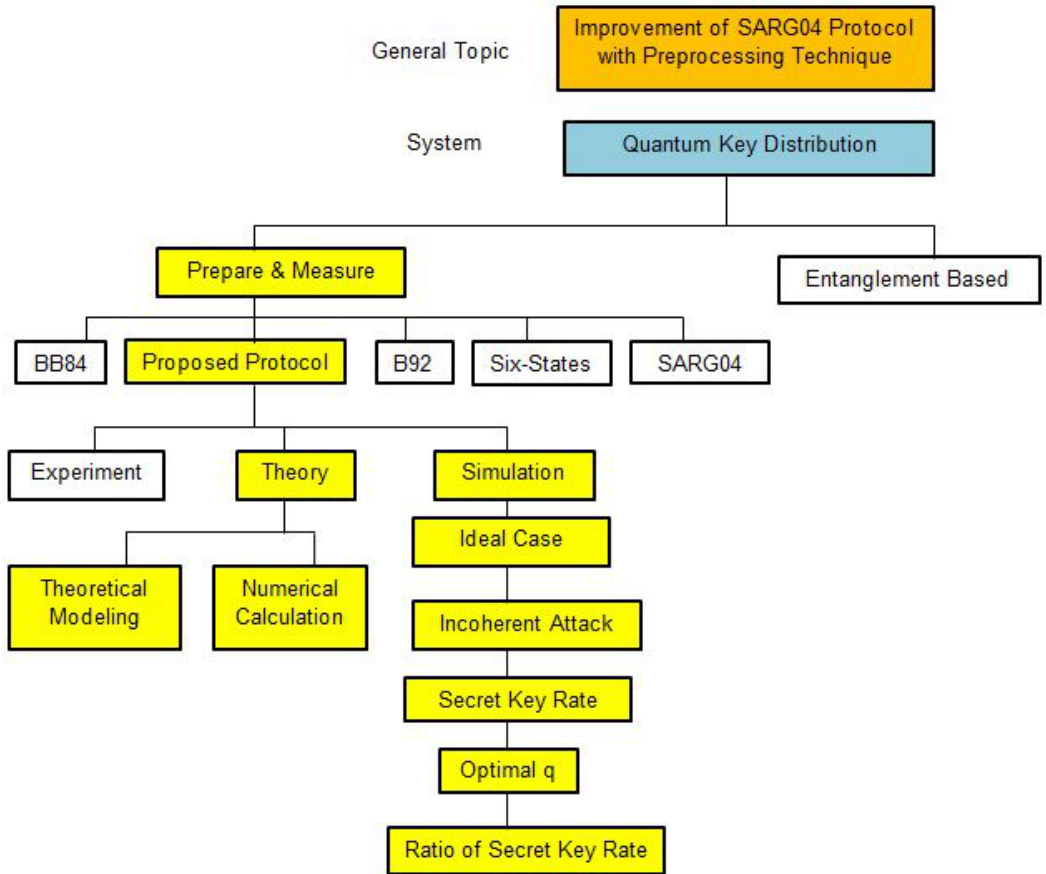 General Topic
Improvement of SARG04 Protocol
with Preprocessing Technique
System
Quantum Key Distribution
Prepare & Measure
Entanglement Based
BB84
Proposed Protocol
B92
Six-States
SARG04
Experiment
Theory
Simulation
Ideal Case
Theoretical
Modeling
Numerical
Calculation
Incoherent Attack
Secret Key Rate
Optimal q
Ratio of Secret Key Rate